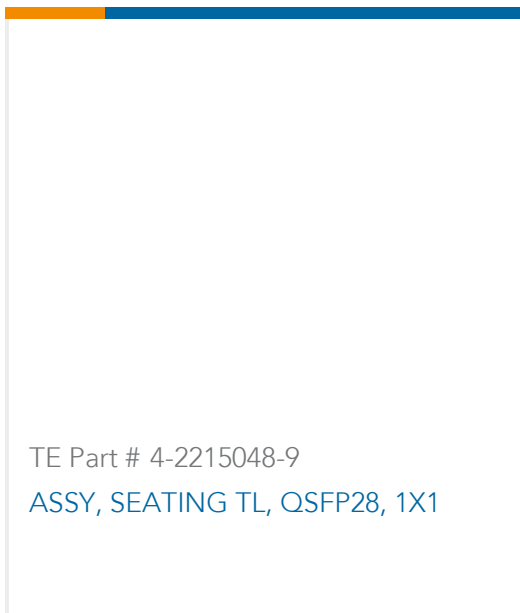 TE Part # 4-2215048-9
ASSY, SEATING TL, QSFP28, 1X1